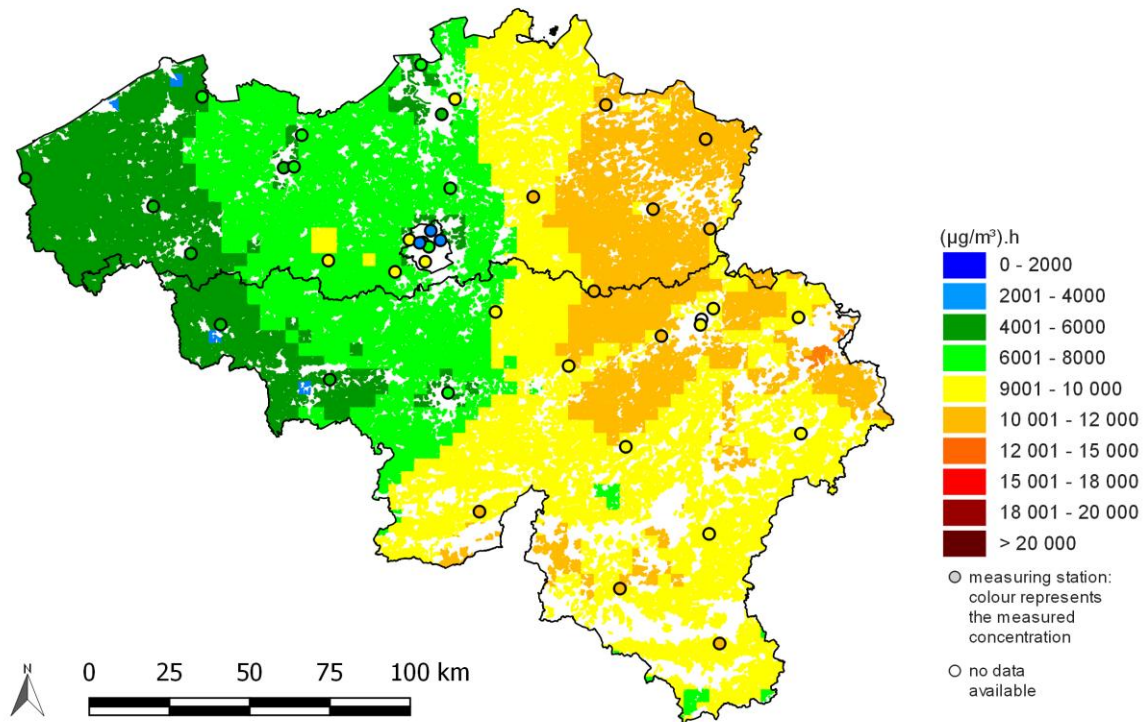 (µg/m³).h
0 - 2000
2001 - 4000
4001 - 6000
6001 - 8000
9001 - 10 000
10 001 - 12 000
12 001 - 15 000
15 001 - 18 000
18 001 - 20 000
> 20 000
measuring station:
colour represents
the measured
concentration
no data
available
N
0 25 50 75 100 km